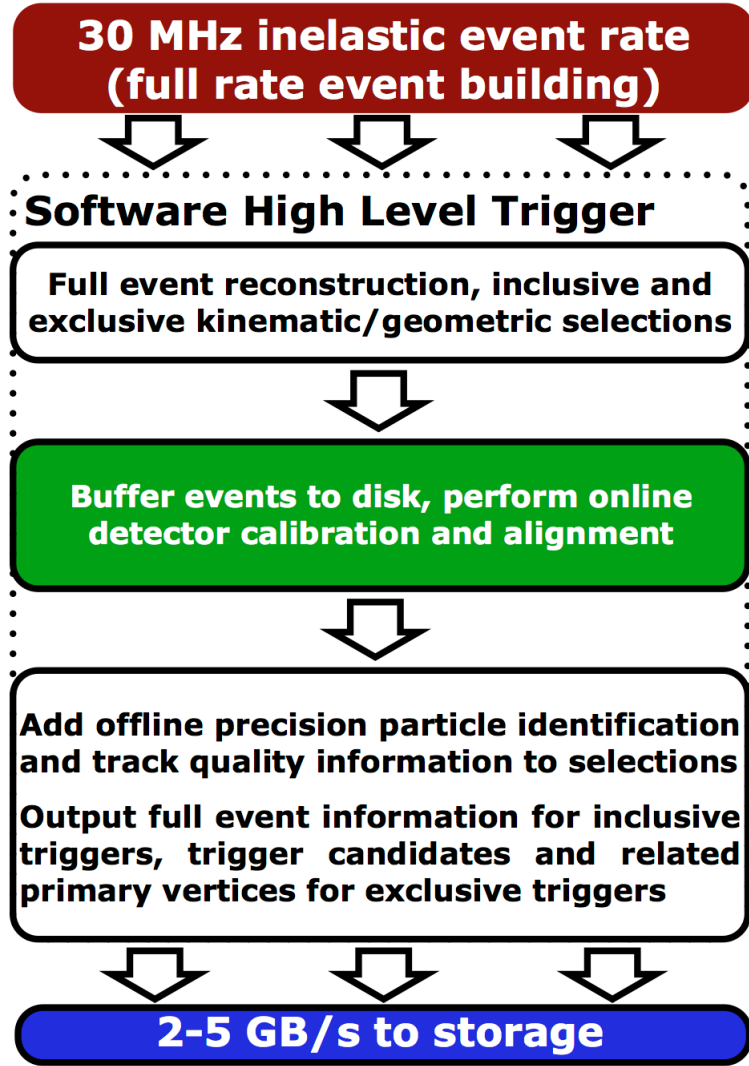 30 MHz inelastic event rate
(full rate event building)
Software High Level Trigger
Full event reconstruction, inclusive and
exclusive kinematic/geometric selections
Buffer events to disk, perform online
detector calibration and alignment
Add offline precision particle identification
and track quality information to selections
Output full event information for inclusive
triggers, trigger candidates and related
primary vertices for exclusive triggers
2-5 GB/s to storage